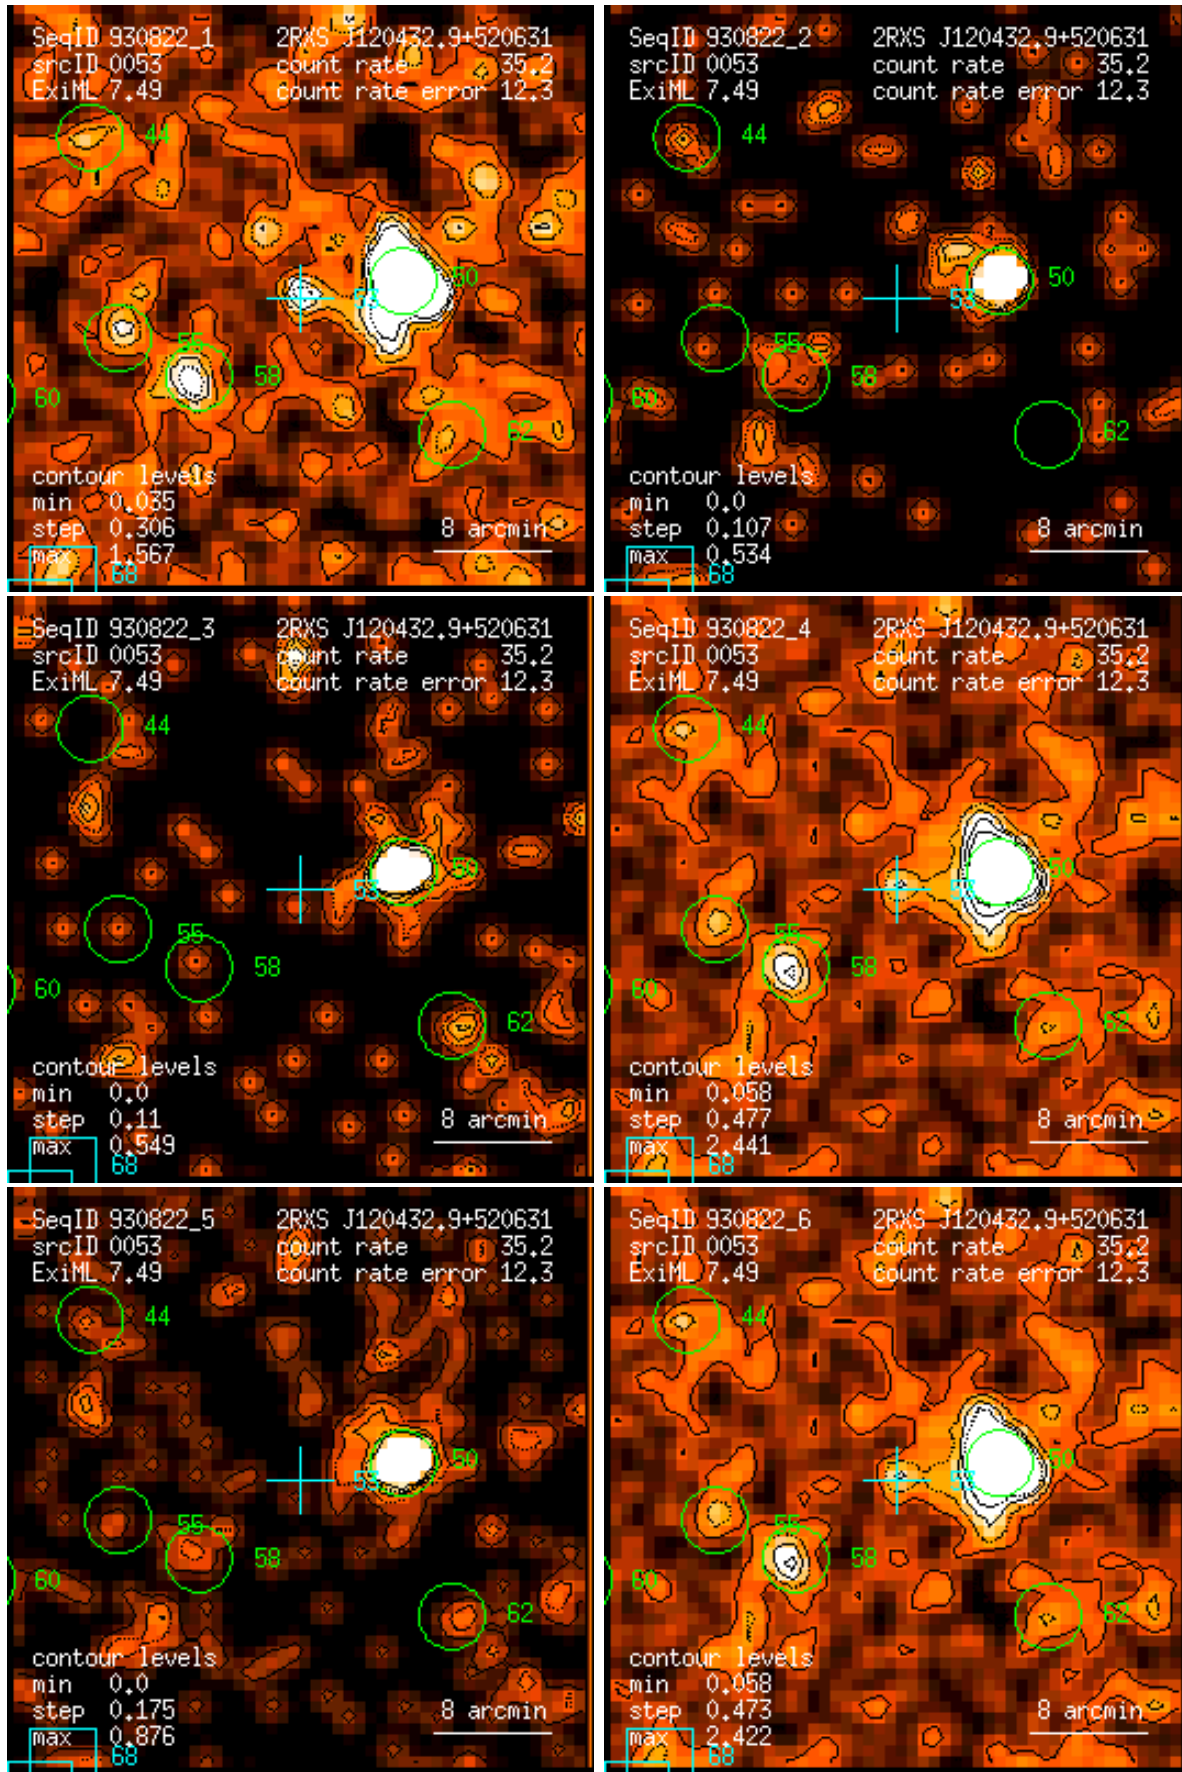 SeqID 930822_1 2RXS J120432.9+520631
srcID 0053 count rate 35.2
ExiML 7.49 count rate error 12.3
44
50
53
55
58
60
62
contour levels
min 0.035
step 0.306 8 arcmin
max 1.567
68
SeqID 930822_2 2RXS J120432.9+520631
srcID 0053 count rate 35.2
ExiML 7.49 count rate error 12.3
44
50
53
55
58
60
62
contour levels
min 0.0
step 0.107 8 arcmin
max 0.534
68
SeqID 930822_3 2RXS J120432.9+520631
srcID 0053 count rate 35.2
ExiML 7.49 count rate error 12.3
44
50
53
55
58
60
62
contour levels
min 0.0
step 0.11 8 arcmin
max 0.549
68
SeqID 930822_4 2RXS J120432.9+520631
srcID 0053 count rate 35.2
ExiML 7.49 count rate error 12.3
44
50
53
55
58
60
62
contour levels
min 0.058
step 0.477 8 arcmin
max 2.441
68
SeqID 930822_5 2RXS J120432.9+520631
srcID 0053 count rate 35.2
ExiML 7.49 count rate error 12.3
44
50
53
55
58
60
62
contour levels
min 0.0
step 0.175 8 arcmin
max 0.876
68
SeqID 930822_6 2RXS J120432.9+520631
srcID 0053 count rate 35.2
ExiML 7.49 count rate error 12.3
44
50
53
55
58
60
62
contour levels
min 0.058
step 0.473 8 arcmin
max 2.422
68